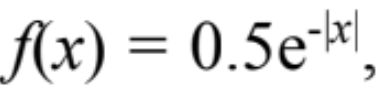 f(x) = 0.5e^{-|x|},